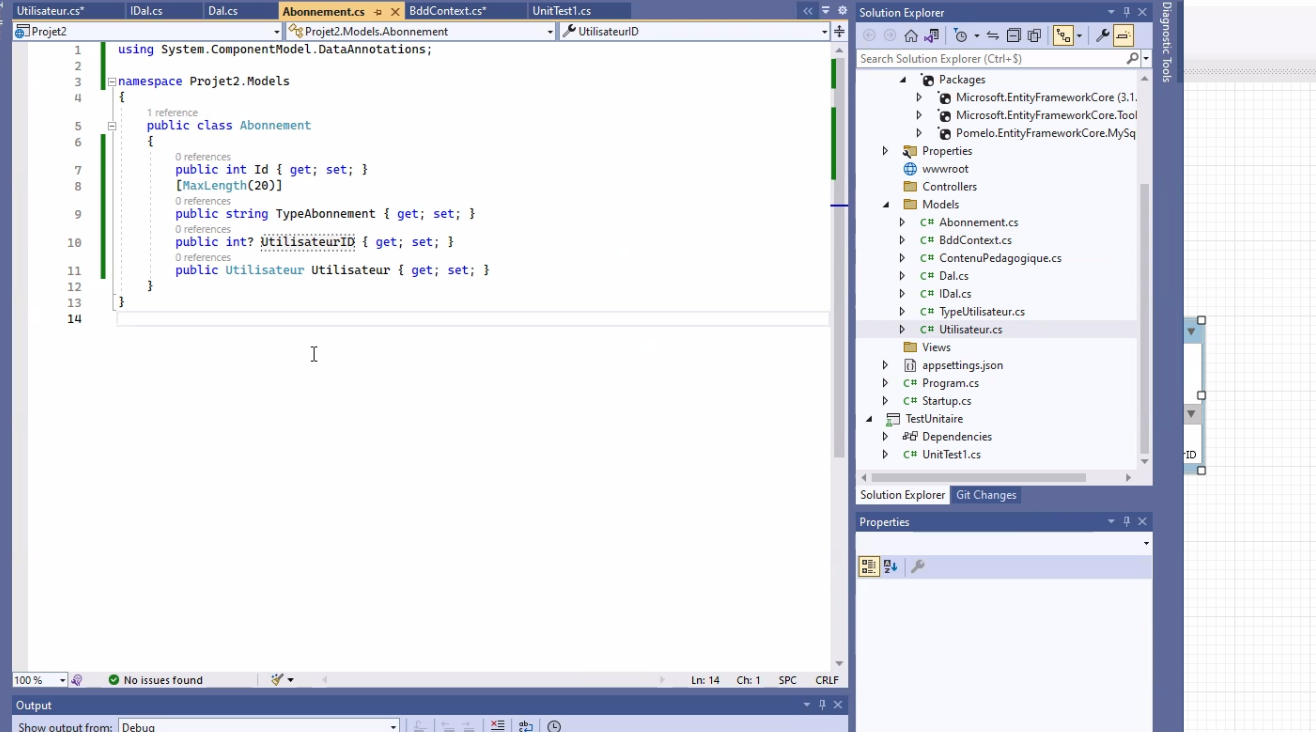 Utilisateur.cs*
IDal.cs
Dal.cs
Abonnement.cs
BddContext.cs*
UnitTest1.cs
Projet2
Projet2.Models.Abonnement
UtilisateurID
1 using System.ComponentModel.DataAnnotations;
2
3 namespace Projet2.Models
4 {
1 reference
5 public class Abonnement
6 {
0 references
7 public int Id { get; set; }
8 [MaxLength(20)]
0 references
9 public string TypeAbonnement { get; set; }
0 references
10 public int? UtilisateurID { get; set; }
0 references
11 public Utilisateur Utilisateur { get; set; }
12 }
13 }
14
100 %
No issues found
Ln: 14
Ch: 1
SPC
CRLF
Output
Show output from:
Debug
Solution Explorer
Search Solution Explorer (Ctrl+$)
Packages
Microsoft.EntityFrameworkCore (3.1.
Microsoft.EntityFrameworkCore.Tool
Pomelo.EntityFrameworkCore.MySq
Properties
wwwroot
Controllers
Models
C# Abonnement.cs
C# BddContext.cs
C# ContenuPedagogique.cs
C# Dal.cs
C# IDal.cs
C# TypeUtilisateur.cs
C# Utilisateur.cs
Views
appsettings.json
C# Program.cs
C# Startup.cs
TestUnitaire
Dependencies
C# UnitTest1.cs
Solution Explorer
Git Changes
Properties
Diagnostic Tools
rID